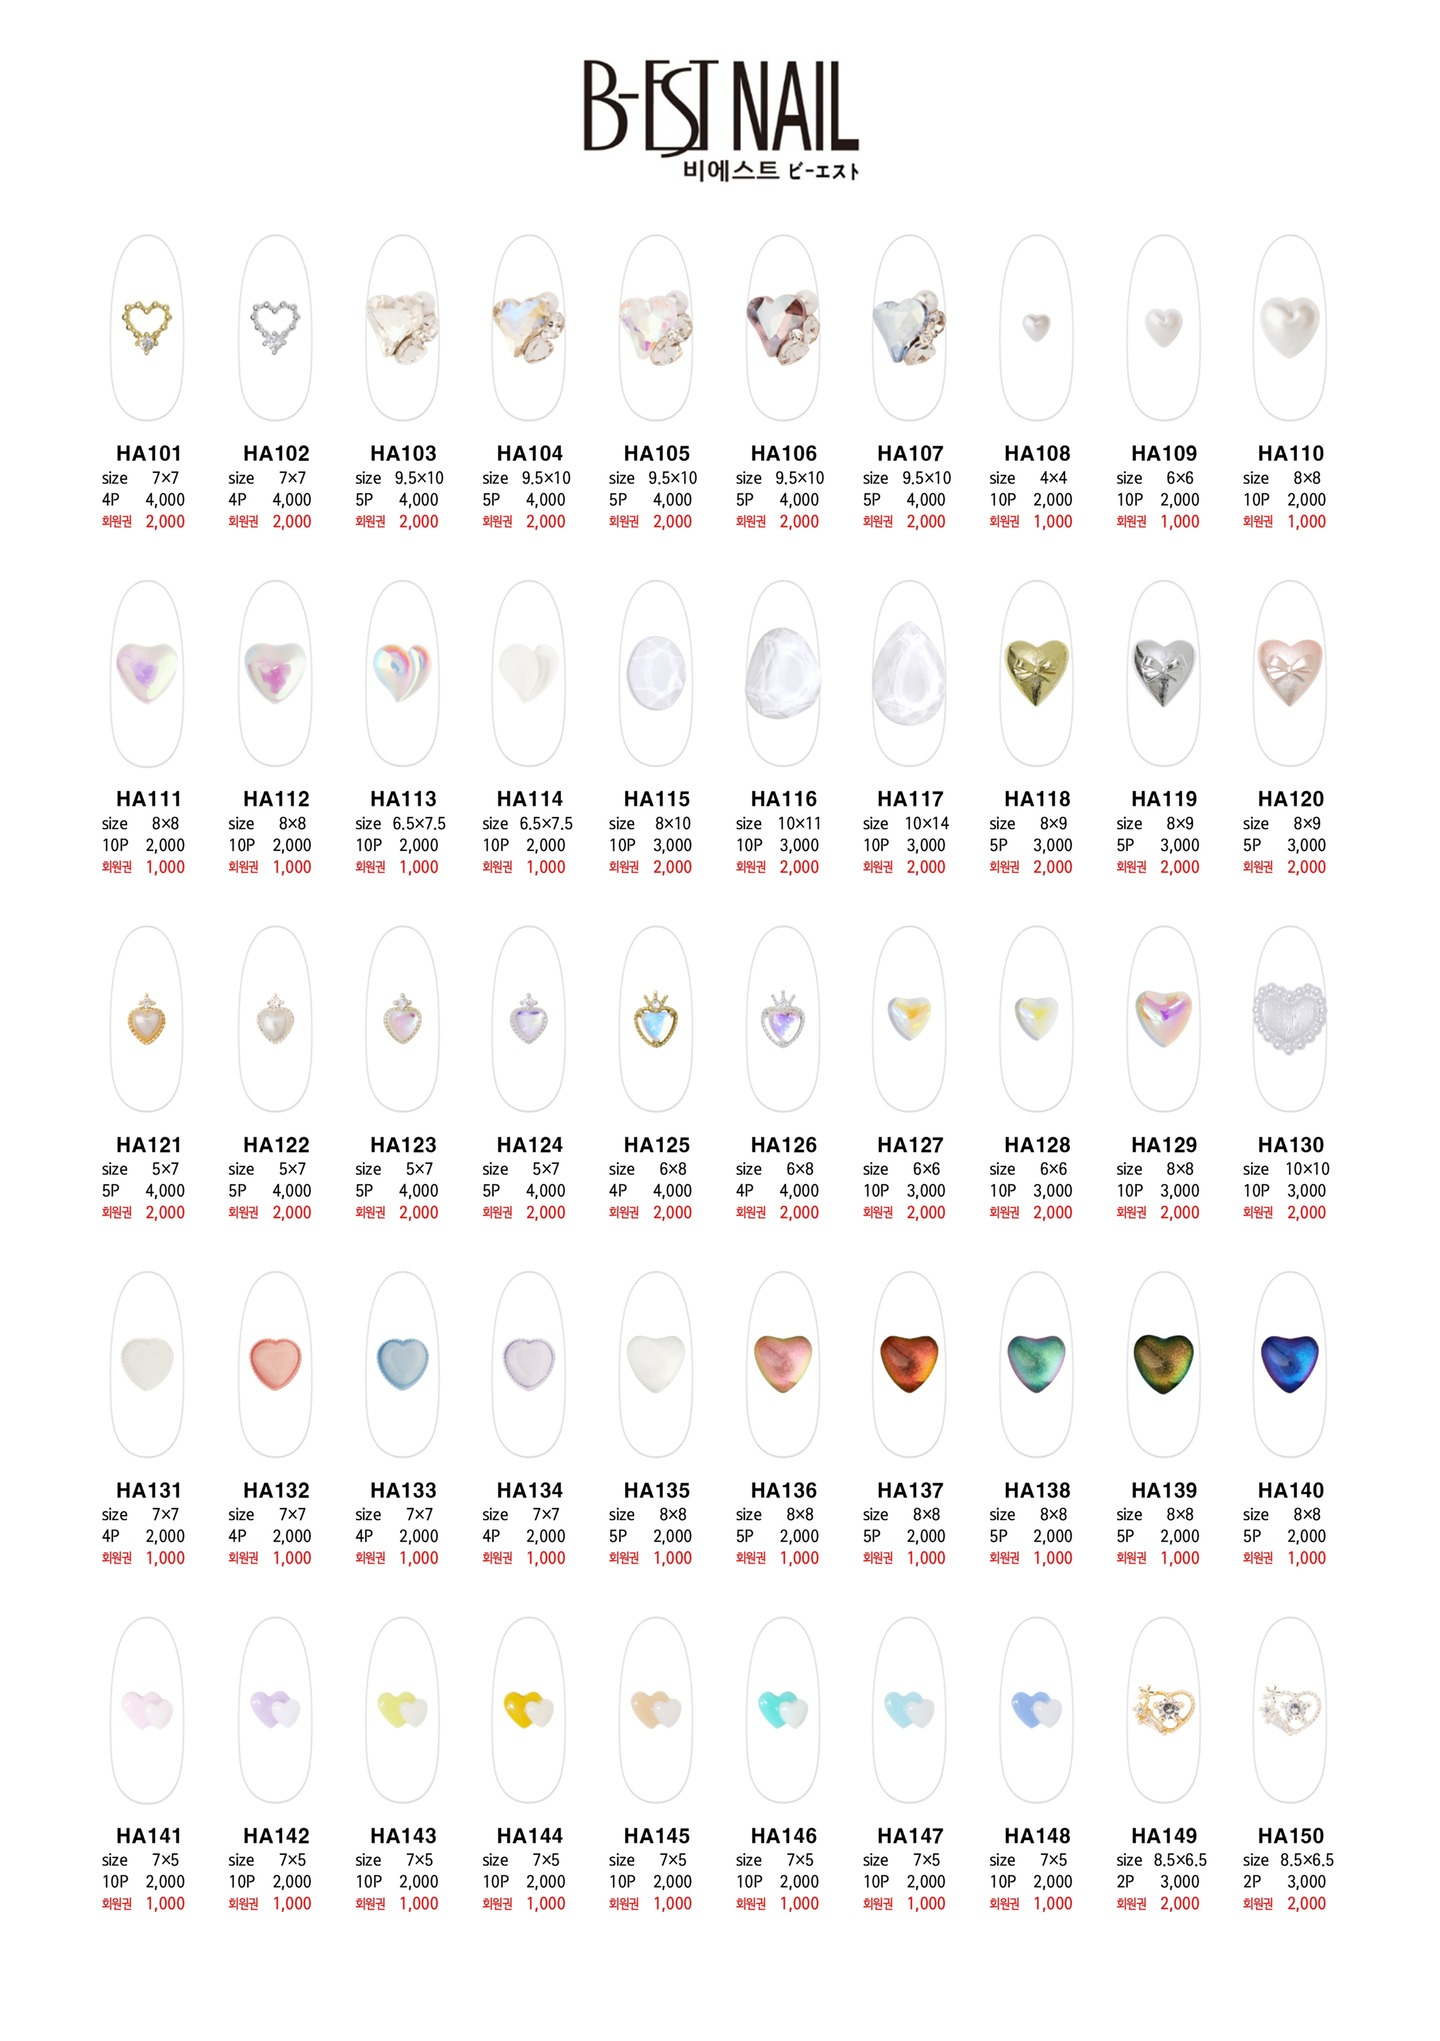 B-EST NAIL
비에스트 ビーエスト
HA101 HA102 HA103 HA104 HA105 HA106 HA107 HA108 HA109 HA110
size 7×7 size 7×7 size 9.5×10 size 9.5×10 size 9.5×10 size 9.5×10 size 9.5×10 size 4×4 size 6×6 size 8×8
4P 4,000 4P 4,000 5P 4,000 5P 4,000 5P 4,000 5P 4,000 5P 4,000 10P 2,000 10P 2,000 10P 2,000
회원권 2,000 회원권 2,000 회원권 2,000 회원권 2,000 회원권 2,000 회원권 2,000 회원권 2,000 회원권 1,000 회원권 1,000 회원권 1,000
HA111 HA112 HA113 HA114 HA115 HA116 HA117 HA118 HA119 HA120
size 8×8 size 8×8 size 6.5×7.5 size 6.5×7.5 size 8×10 size 10×11 size 10×14 size 8×9 size 8×9 size 8×9
10P 2,000 10P 2,000 10P 2,000 10P 2,000 10P 3,000 10P 3,000 10P 3,000 5P 3,000 5P 3,000 5P 3,000
회원권 1,000 회원권 1,000 회원권 1,000 회원권 1,000 회원권 2,000 회원권 2,000 회원권 2,000 회원권 2,000 회원권 2,000 회원권 2,000
HA121 HA122 HA123 HA124 HA125 HA126 HA127 HA128 HA129 HA130
size 5×7 size 5×7 size 5×7 size 5×7 size 6×8 size 6×8 size 6×6 size 6×6 size 8×8 size 10×10
5P 4,000 5P 4,000 5P 4,000 5P 4,000 4P 4,000 4P 4,000 10P 3,000 10P 3,000 10P 3,000 10P 3,000
회원권 2,000 회원권 2,000 회원권 2,000 회원권 2,000 회원권 2,000 회원권 2,000 회원권 2,000 회원권 2,000 회원권 2,000 회원권 2,000
HA131 HA132 HA133 HA134 HA135 HA136 HA137 HA138 HA139 HA140
size 7×7 size 7×7 size 7×7 size 7×7 size 8×8 size 8×8 size 8×8 size 8×8 size 8×8 size 8×8
4P 2,000 4P 2,000 4P 2,000 4P 2,000 5P 2,000 5P 2,000 5P 2,000 5P 2,000 5P 2,000 5P 2,000
회원권 1,000 회원권 1,000 회원권 1,000 회원권 1,000 회원권 1,000 회원권 1,000 회원권 1,000 회원권 1,000 회원권 1,000 회원권 1,000
HA141 HA142 HA143 HA144 HA145 HA146 HA147 HA148 HA149 HA150
size 7×5 size 7×5 size 7×5 size 7×5 size 7×5 size 7×5 size 7×5 size 7×5 size 8.5×6.5 size 8.5×6.5
10P 2,000 10P 2,000 10P 2,000 10P 2,000 10P 2,000 10P 2,000 10P 2,000 10P 2,000 2P 3,000 2P 3,000
회원권 1,000 회원권 1,000 회원권 1,000 회원권 1,000 회원권 1,000 회원권 1,000 회원권 1,000 회원권 1,000 회원권 2,000 회원권 2,000